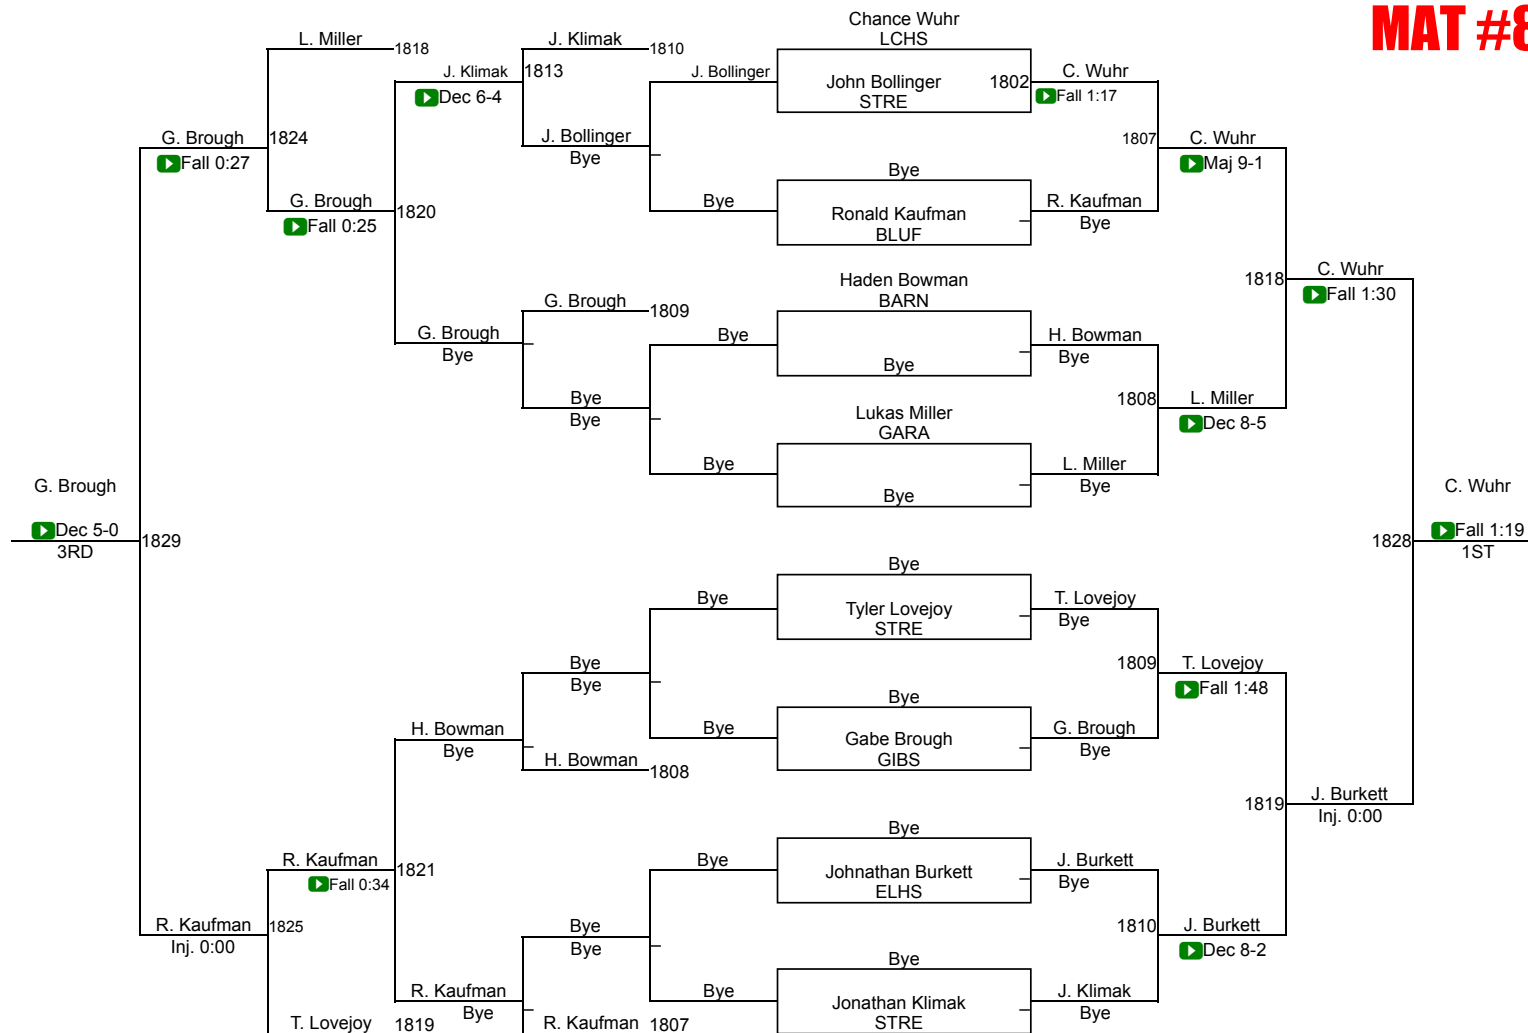 MAT #8
Chance Wuhr
LCHS
L. Miller
1818
J. Klimak
1810
J. Klimak
1813
Dec 6-4
J. Bollinger
John Bollinger
STRE
1802
C. Wuhr
Fall 1:17
G. Brough
1824
Fall 0:27
J. Bollinger
Bye
1807
C. Wuhr
Maj 9-1
Bye
G. Brough
1820
Fall 0:25
Bye
Ronald Kaufman
BLUF
R. Kaufman
Bye
1818
C. Wuhr
Fall 1:30
Haden Bowman
BARN
G. Brough
1809
G. Brough
Bye
Bye
Bye
H. Bowman
Bye
Bye
Bye
1808
L. Miller
Dec 8-5
Lukas Miller
GARA
Bye
Bye
L. Miller
Bye
G. Brough
Dec 5-0
3RD
1829
C. Wuhr
1828
Fall 1:19
1ST
Bye
Bye
Tyler Lovejoy
STRE
T. Lovejoy
Bye
Bye
Bye
1809
T. Lovejoy
Fall 1:48
Bye
H. Bowman
Bye
Bye
Gabe Brough
GIBS
G. Brough
Bye
H. Bowman
1808
1819
J. Burkett
Inj. 0:00
Bye
R. Kaufman
1821
Fall 0:34
Bye
Johnathan Burkett
ELHS
J. Burkett
Bye
R. Kaufman
1825
Inj. 0:00
Bye
Bye
1810
J. Burkett
Dec 8-2
Bye
R. Kaufman
Bye
Bye
Jonathan Klimak
STRE
J. Klimak
Bye
T. Lovejoy
1819
R. Kaufman
1807